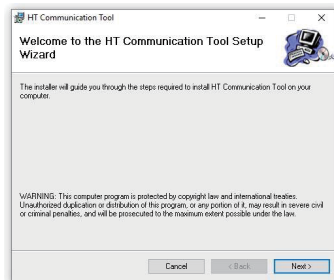 HT Communication Tool
Welcome to the HT Communication Tool Setup
Wizard
The installer will guide you through the steps required to install HT Communication Tool on your
computer.
WARNING: This computer program is protected by copyright law and international treaties.
Unauthorized duplication or distribution of this program, or any portion of it, may result in severe civil
or criminal penalties, and will be prosecuted to the maximum extent possible under the law.
Cancel
< Back
Next >